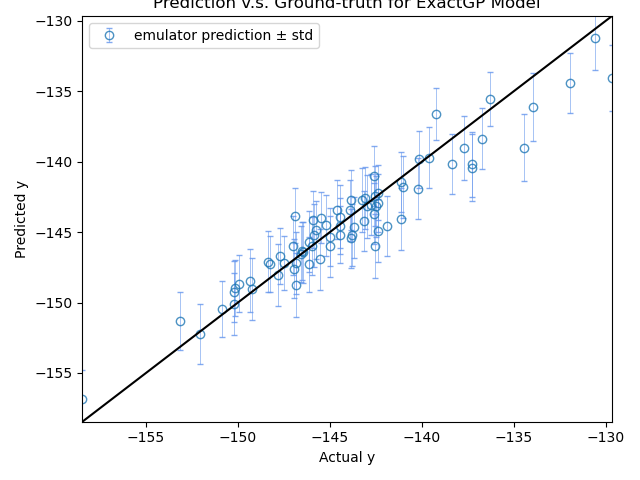 Prediction v.s. Ground-truth for ExactGP Model
emulator prediction ± std
−130
−135
−140
−145
−150
−155
Predicted y
−155 −150 −145 −140 −135 −130
Actual y